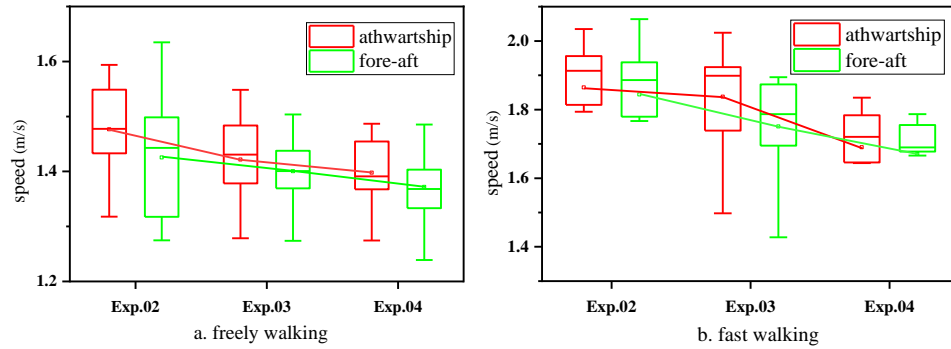 athwartship
fore-aft
speed (m/s)
1.6
1.4
1.2
Exp.02 Exp.03 Exp.04
a. freely walking
athwartship
fore-aft
speed (m/s)
2.0
1.8
1.6
1.4
Exp.02 Exp.03 Exp.04
b. fast walking